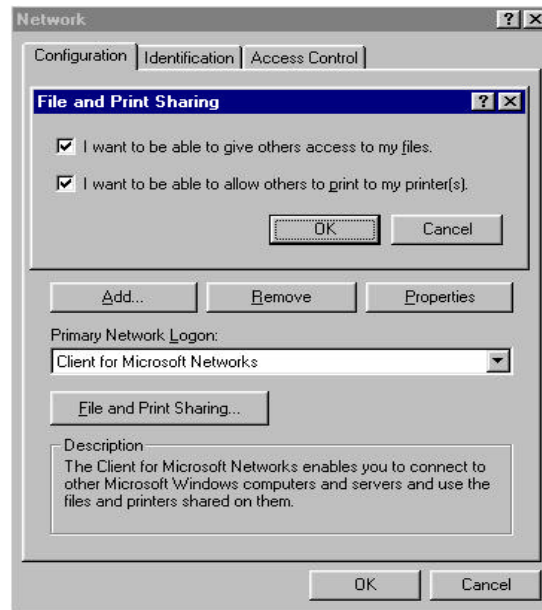 Network
Configuration Identification Access Control
File and Print Sharing
I want to be able to give others access to my files.
I want to be able to allow others to print to my printer(s).
OK Cancel
Add... Remove Properties
Primary Network Logon:
Client for Microsoft Networks
File and Print Sharing...
Description
The Client for Microsoft Networks enables you to connect to
other Microsoft Windows computers and servers and use the
files and printers shared on them.
OK Cancel